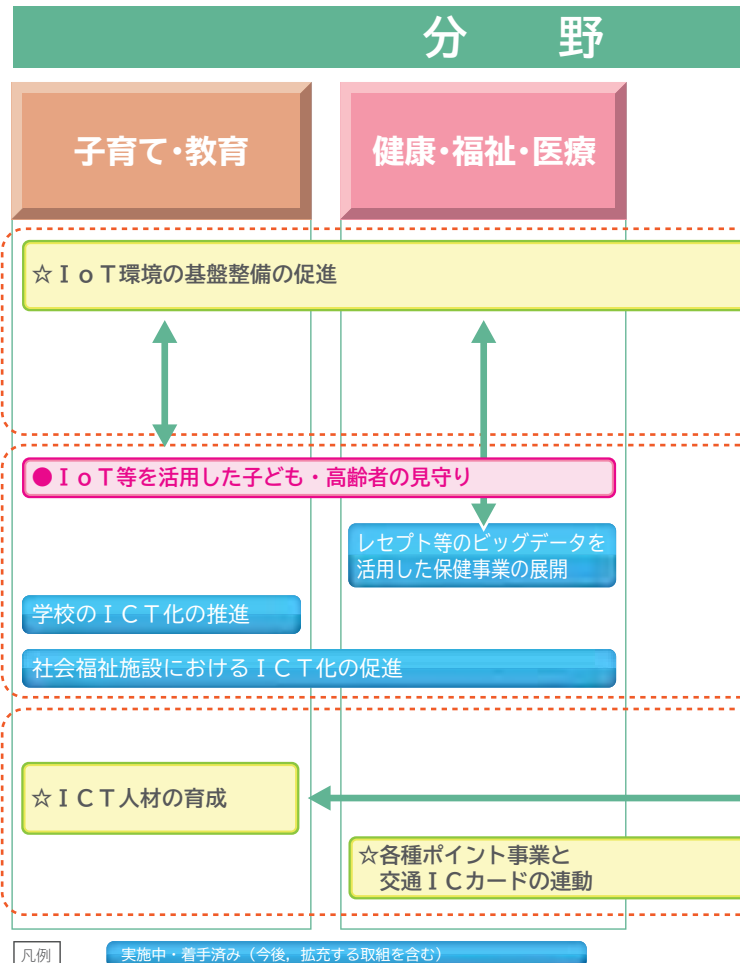 分　野
子育て・教育
健康・福祉・医療
☆ＩｏＴ環境の基盤整備の促進
●ＩｏＴ等を活用した子ども・高齢者の見守り
レセプト等のビッグデータを
活用した保健事業の展開
学校のＩＣＴ化の推進
社会福祉施設におけるＩＣＴ化の促進
☆ＩＣＴ人材の育成
☆各種ポイント事業と
交通ＩＣカードの連動
凡例
実施中・着手済み（今後，拡充する取組を含む）